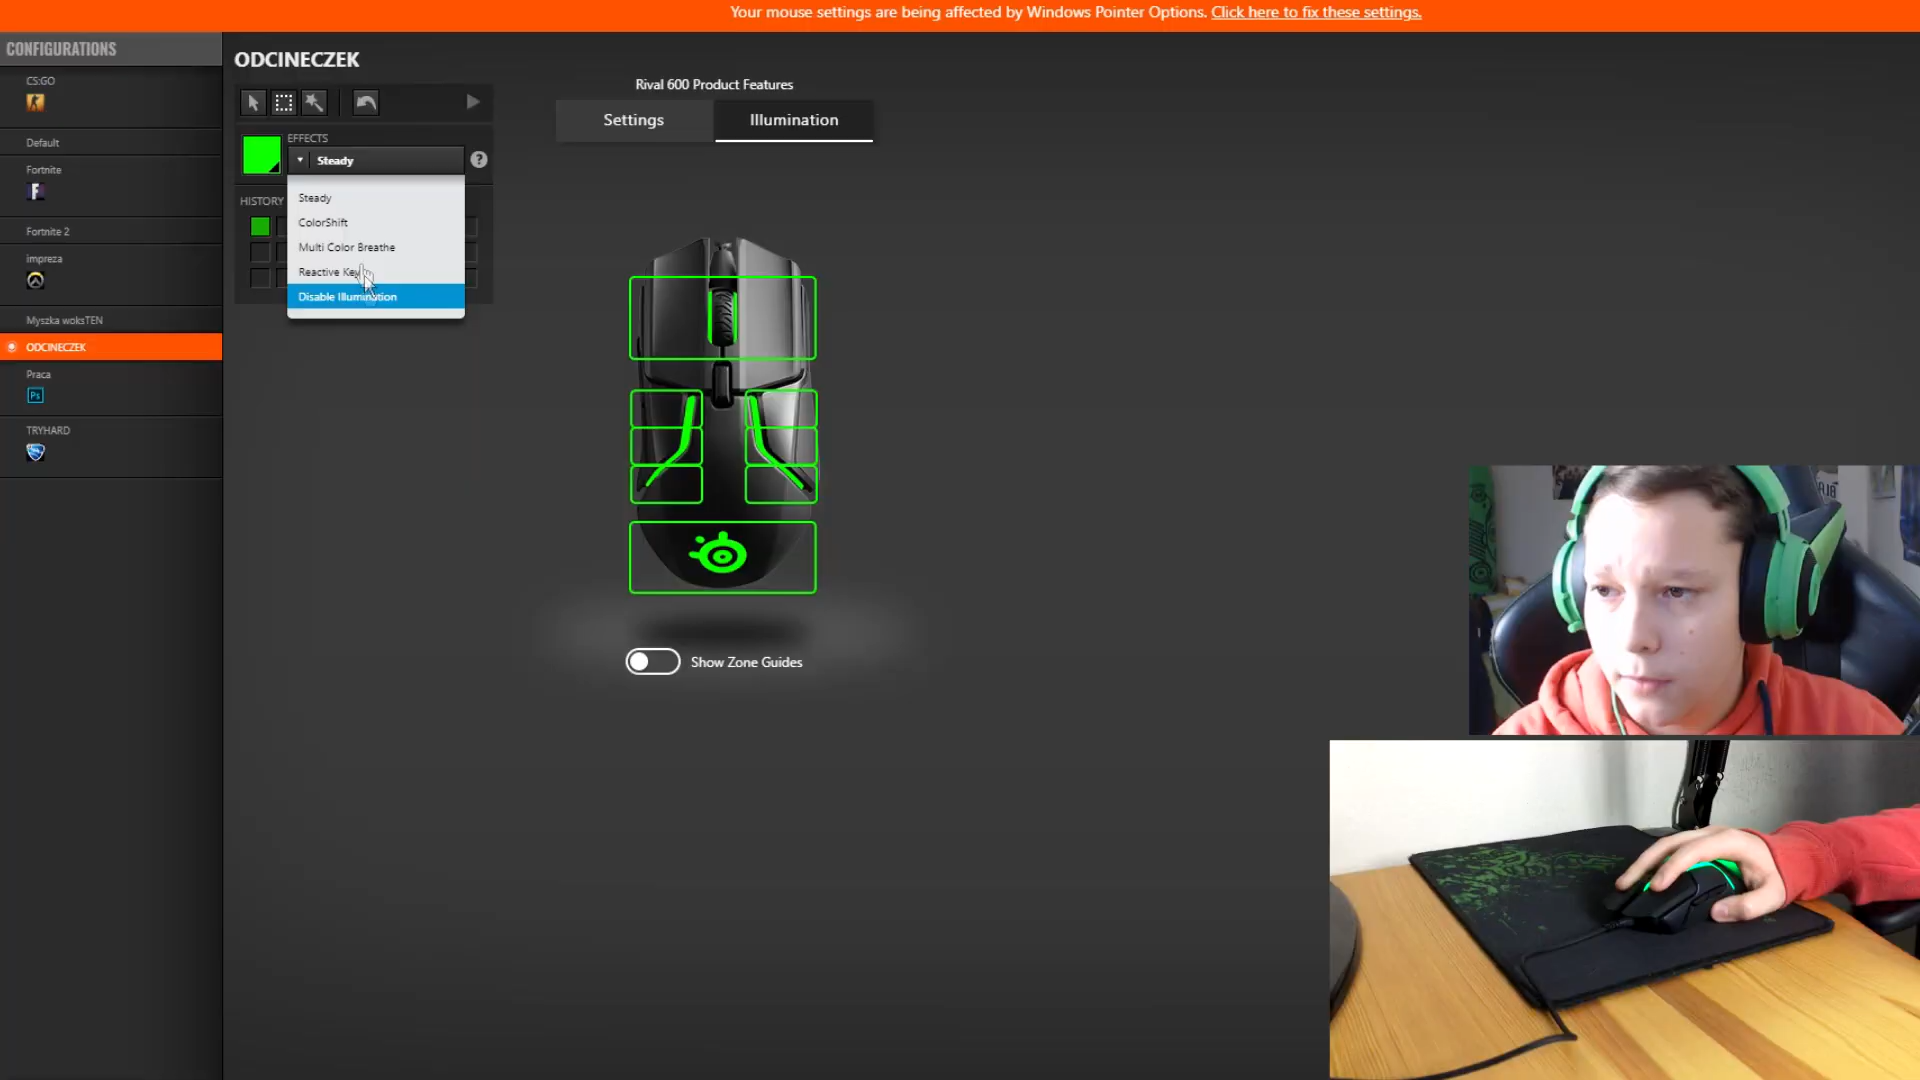 Your mouse settings are being affected by Windows Pointer Options. Click here to fix these settings.
CONFIGURATIONS
CS:GO
Default
Fortnite
F
Fortnite 2
impreza
Myszka woksTEN
ODCINECZEK
Praca
Ps
TRYHARD
ODCINECZEK
EFFECTS
Steady
?
HISTORY
Steady
ColorShift
Multi Color Breathe
Reactive Key
Disable Illumination
Rival 600 Product Features
Settings
Illumination
Show Zone Guides